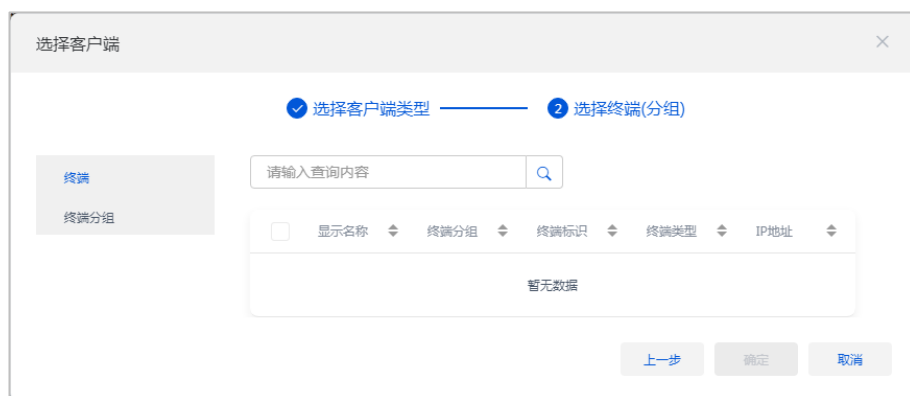 选择客户端
选择客户端类型 2 选择终端(分组)
终端
终端分组
请输入查询内容
显示名称 终端分组 终端标识 终端类型 IP地址
暂无数据
上一步 确定 取消